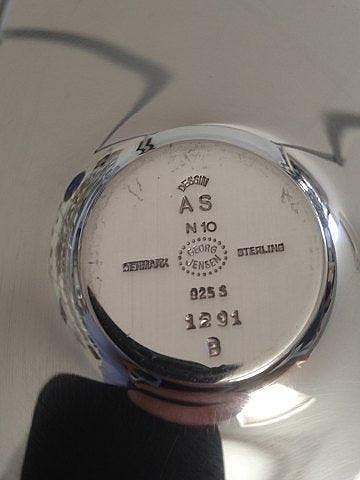 DESSIN
AS
N 10
GEORG
JENSEN
DENMARK
STERLING
925 S
1291
B